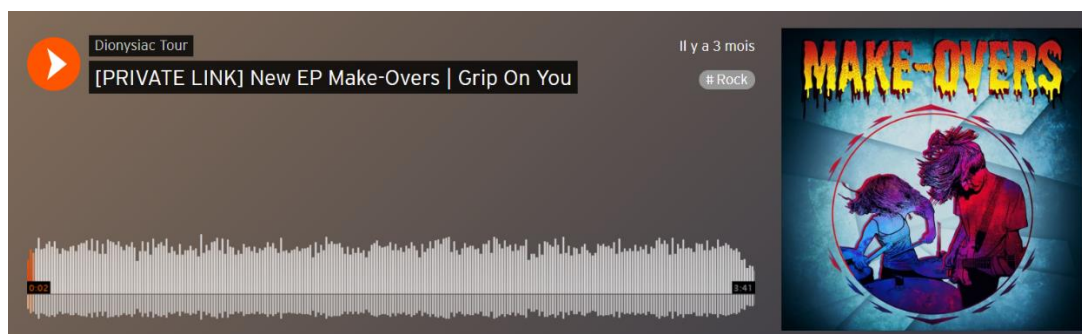 Dionysiac Tour
Il y a 3 mois
[PRIVATE LINK] New EP Make-Overs | Grip On You
# Rock
MAKE-OVERS
0:02
3:41